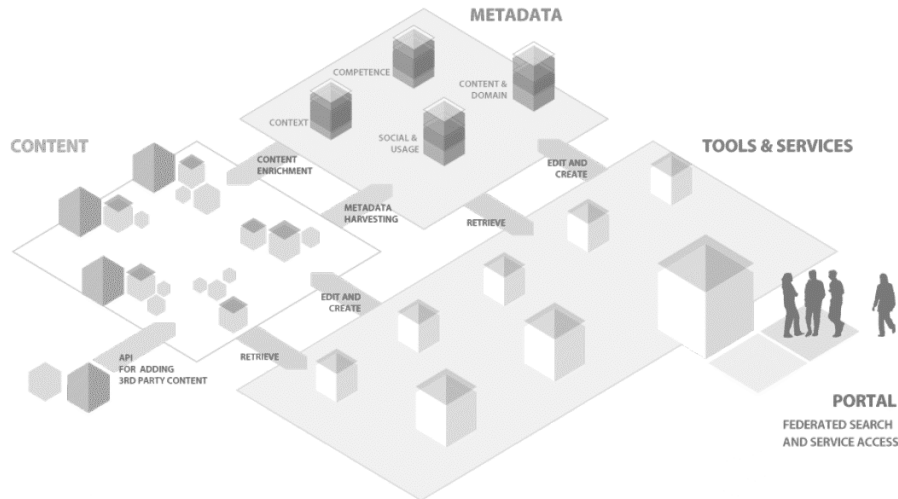 METADATA
COMPETENCE
CONTENT &
DOMAIN
CONTEXT
SOCIAL &
USAGE
CONTENT
TOOLS & SERVICES
CONTENT
ENRICHMENT
EDIT AND
CREATE
METADATA
HARVESTING
RETRIEVE
EDIT AND
CREATE
API
FOR ADDING
3RD PARTY CONTENT
RETRIEVE
PORTAL
FEDERATED SEARCH
AND SERVICE ACCESS